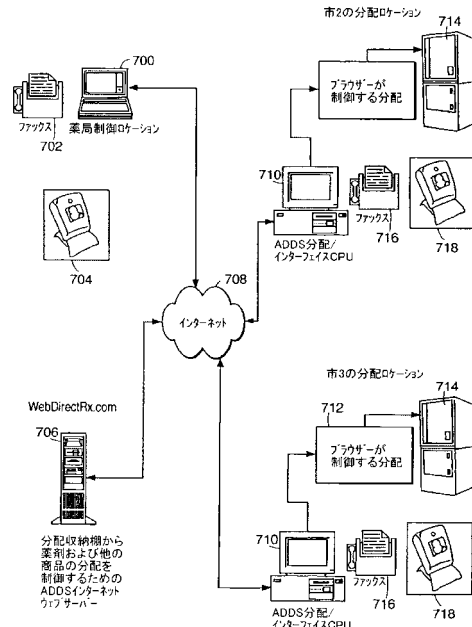 市2の分配ロケーション
714
700
ブラウザーが
制御する分配
ファックス
薬局制御ロケーション
702
710
ファックス
716
718
704
ADDS分配/
インターフェイスCPU
708
インターネット
市3の分配ロケーション
WebDirectRx.com
712
714
706
ブラウザーが
制御する分配
分配収納棚から
薬剤および他の
商品の分配を
制御するための
ADDSインターネット
ウェブサーバー
710
ファックス
716
718
ADDS分配/
インターフェイスCPU